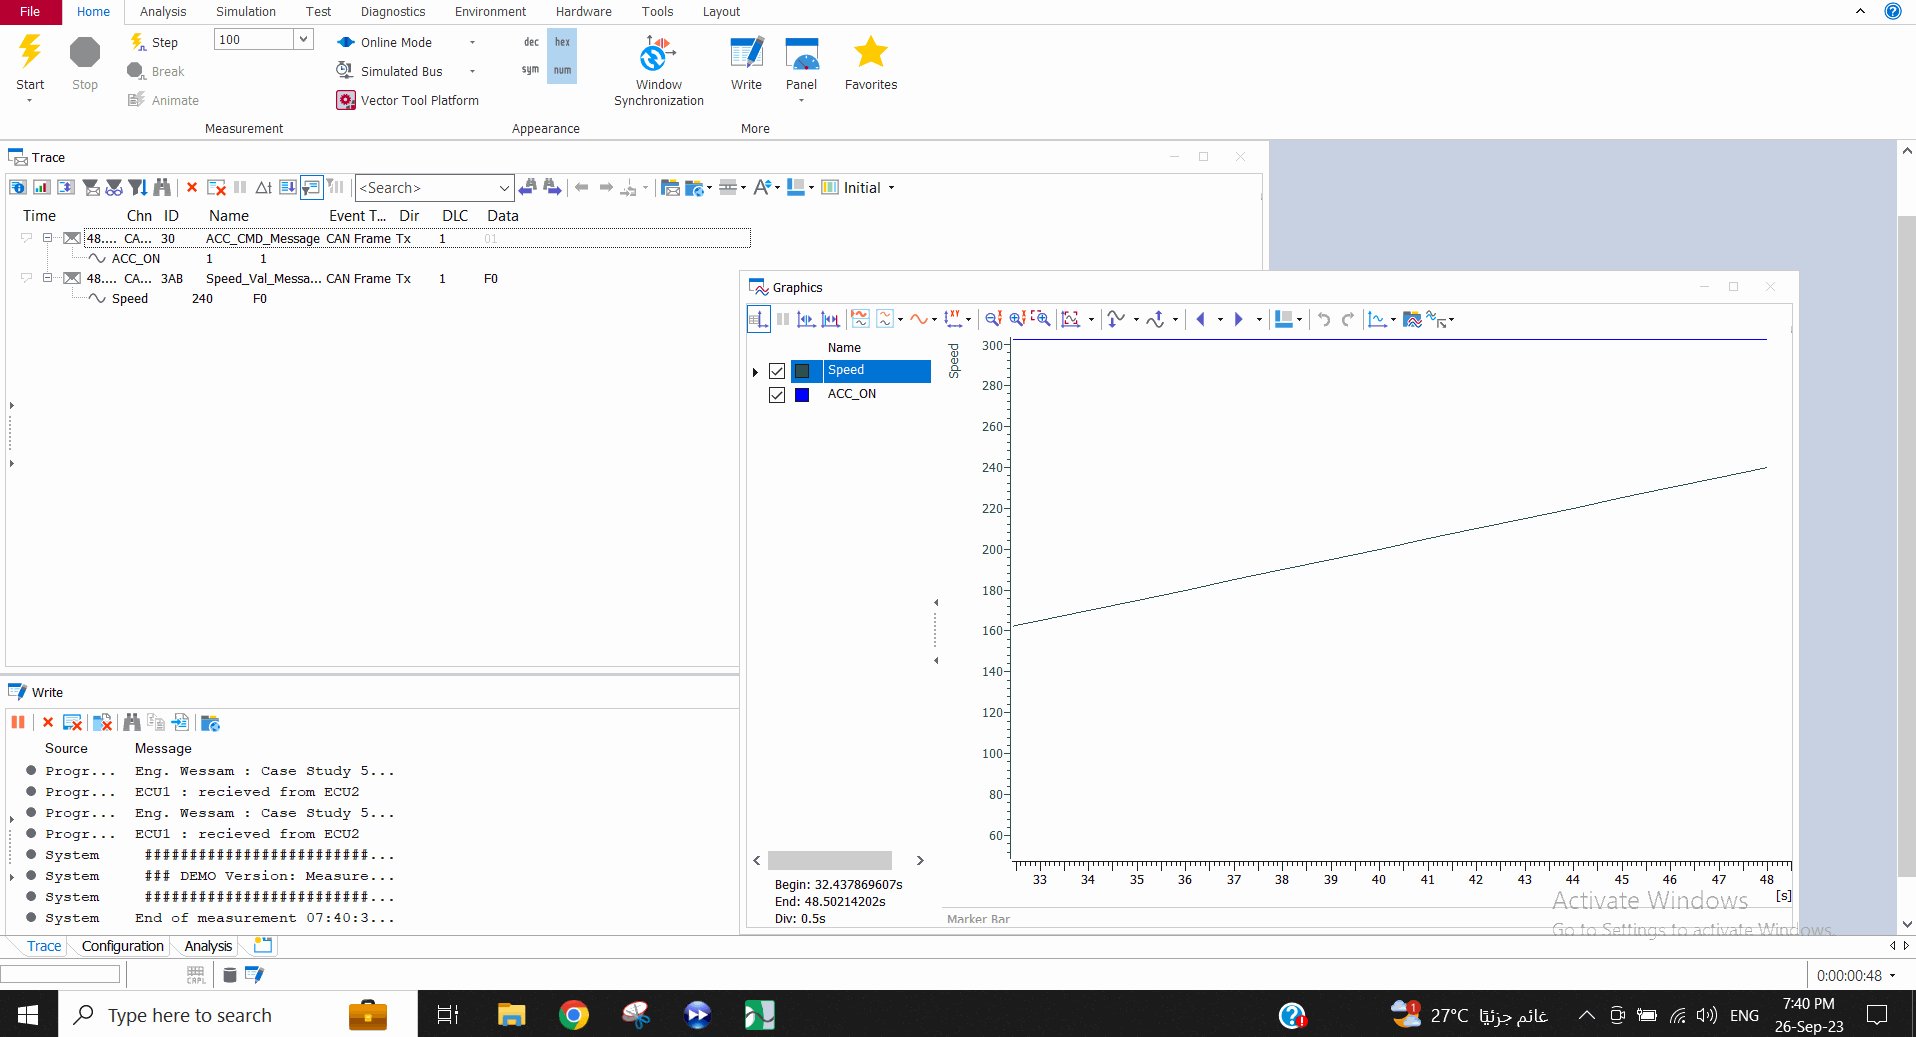 File Home Analysis Simulation Test Diagnostics Environment Hardware Tools Layout
Start
Stop
Step
Break
Animate
100
Measurement
Online Mode
Simulated Bus
Vector Tool Platform
dec hex
sym num
Appearance
Window
Synchronization
Write
Panel
More
Favorites
Trace
<Search>
Initial
Time Chn ID Name Event T... Dir DLC Data
48.... CA... 30 ACC_CMD_Message CAN Frame Tx 1 01
ACC_ON 1 1
48.... CA... 3AB Speed_Val_Messa... CAN Frame Tx 1 F0
Speed 240 F0
Graphics
Name
Speed
ACC_ON
Speed
300
280
260
240
220
200
180
160
140
120
100
80
60
33 34 35 36 37 38 39 40 41 42 43 44 45 46 47 48
[s]
Begin: 32.437869607s
End: 48.50214202s
Div: 0.5s
Marker Bar
Activate Windows
Go to Settings to activate Windows.
Write
Source Message
Progr... Eng. Wessam : Case Study 5...
Progr... ECU1 : recieved from ECU2
Progr... Eng. Wessam : Case Study 5...
Progr... ECU1 : recieved from ECU2
System #########################...
System ### DEMO Version: Measure...
System #########################...
System End of measurement 07:40:3...
Trace Configuration Analysis
CAPL
0:00:00:48
Type here to search
1
27°C غائم جزئيًا
ENG
7:40 PM
26-Sep-23